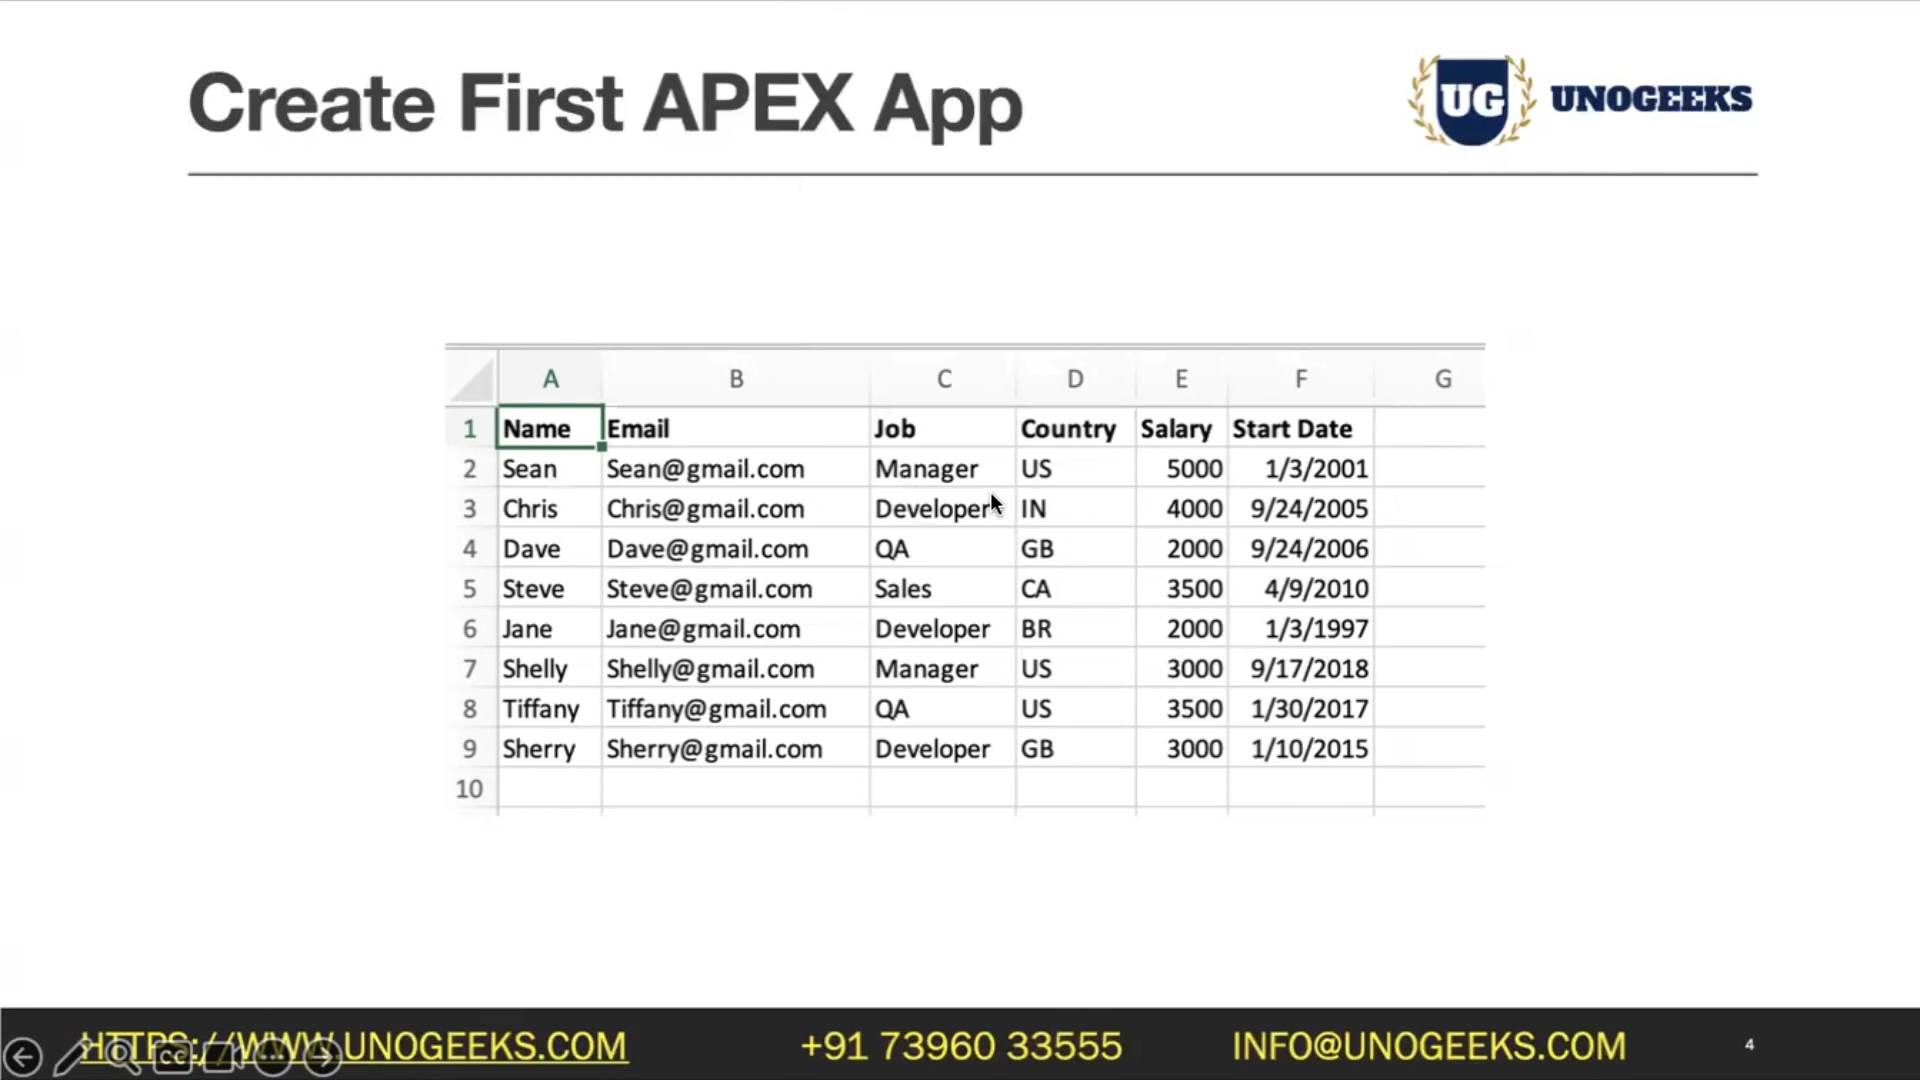 Create First APEX App
UG UNOGEEKS
A B C D E F G
1 Name Email Job Country Salary Start Date
2 Sean Sean@gmail.com Manager US 5000 1/3/2001
3 Chris Chris@gmail.com Developer IN 4000 9/24/2005
4 Dave Dave@gmail.com QA GB 2000 9/24/2006
5 Steve Steve@gmail.com Sales CA 3500 4/9/2010
6 Jane Jane@gmail.com Developer BR 2000 1/3/1997
7 Shelly Shelly@gmail.com Manager US 3000 9/17/2018
8 Tiffany Tiffany@gmail.com QA US 3500 1/30/2017
9 Sherry Sherry@gmail.com Developer GB 3000 1/10/2015
10
HTTPS://WWW.UNOGEEKS.COM +91 73960 33555 INFO@UNOGEEKS.COM 4